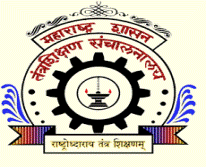 महाराष्ट्र शासन
तंत्रशिक्षण संचालनालय
राष्ट्रोध्दाराय तंत्र शिक्षणम्